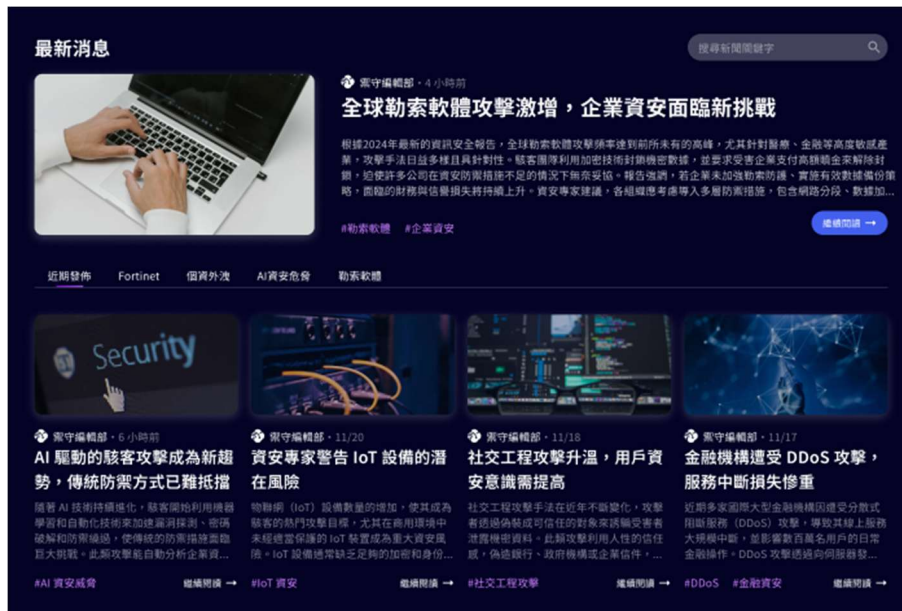 最新消息
搜尋新聞關鍵字
禦守編輯部・4 小時前
全球勒索軟體攻擊激增，企業資安面臨新挑戰
根據2024年最新的資訊安全報告，全球勒索軟體攻擊頻率達到前所未有的高峰，尤其針對醫療、金融等高度敏感產
業，攻擊手法日益多樣且具針對性。駭客團隊利用加密技術封鎖機密數據，並要求受害企業支付高額贖金來解除封
鎖，迫使許多公司在資安防禦措施不足的情況下無奈妥協。報告強調，若企業未加強勒索防護、實施有效數據備份策
略，面臨的財務與信譽損失將持續上升。資安專家建議，各組織應考慮導入多層防禦措施，包含網路分段、數據加...
#勒索軟體 #企業資安
繼續閱讀 →
近期發佈 Fortinet 個資外洩 AI資安危脅 勒索軟體
Security
禦守編輯部・6 小時前
AI 驅動的駭客攻擊成為新趨
勢，傳統防禦方式已難抵擋
隨著 AI 技術持續進化，駭客開始利用機器
學習和自動化技術來加速漏洞探測、密碼
破解和防禦繞過，使傳統的防禦措施面臨
巨大挑戰。此類攻擊能自動分析企業資...
#AI 資安威脅
繼續閱讀 →
禦守編輯部・11/20
資安專家警告 IoT 設備的潛
在風險
物聯網（IoT）設備數量的增加，使其成為
駭客的熱門攻擊目標，尤其在商用環境中
未經適當保護的 IoT 裝置成為重大資安風
險。IoT 設備通常缺乏足夠的加密和身份...
#IoT 資安
繼續閱讀 →
禦守編輯部・11/18
社交工程攻擊升溫，用戶資
安意識需提高
社交工程攻擊手法在近年不斷變化，攻擊
者透過偽裝成可信任的對象來誘騙受害者
泄露機密資料。此類攻擊利用人性的信任
感，偽造銀行、政府機構或企業信件，...
#社交工程攻擊
繼續閱讀 →
禦守編輯部・11/17
金融機構遭受 DDoS 攻擊，
服務中斷損失慘重
近期多家國際大型金融機構因遭受分散式
阻斷服務（DDoS）攻擊，導致其線上服務
大規模中斷，並影響數百萬名用戶的日常
金融操作。DDoS 攻擊透過向伺服器發...
#DDoS #金融資安
繼續閱讀 →